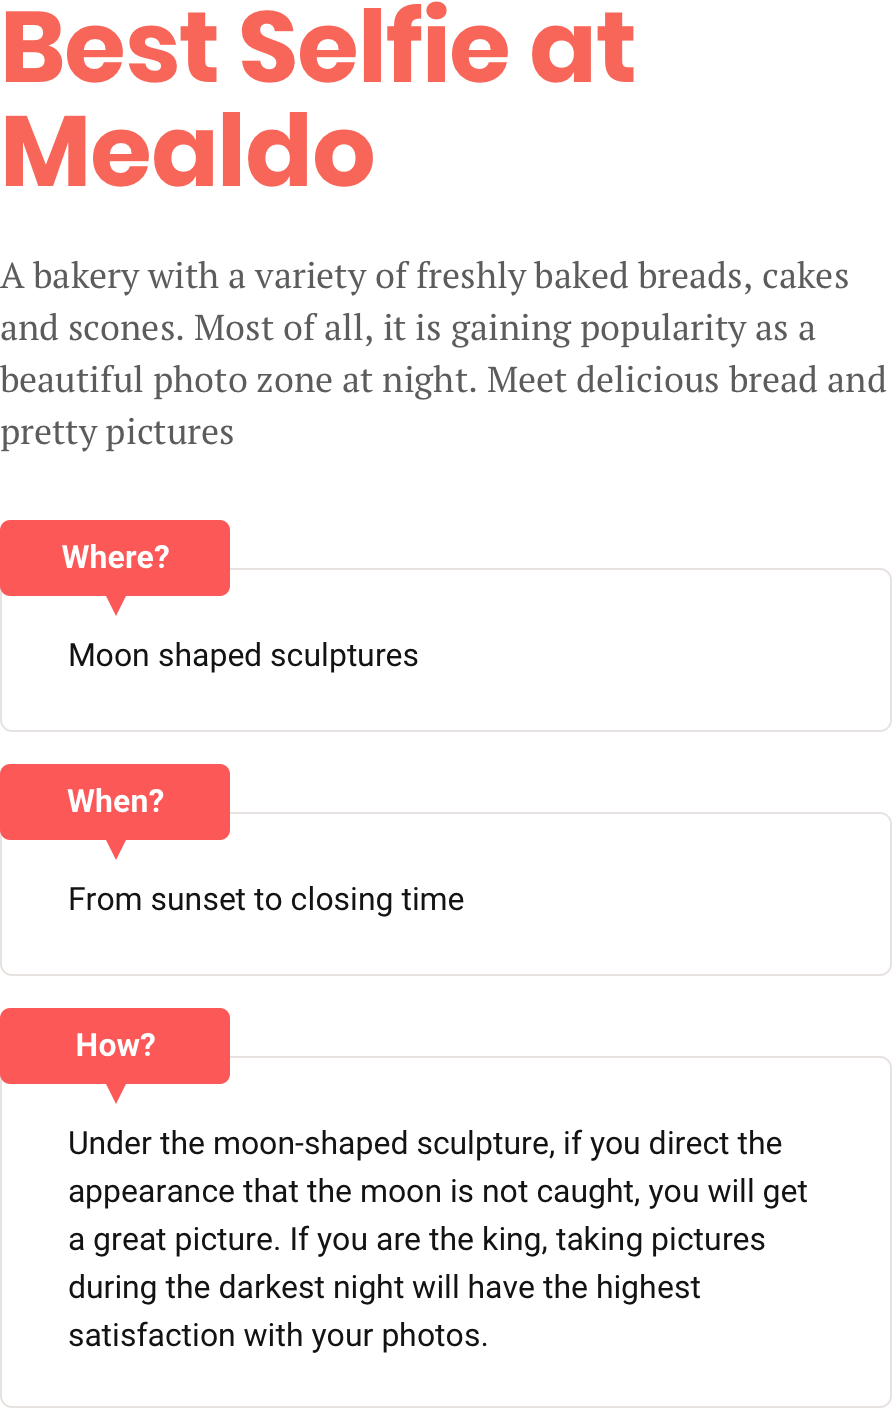 Best Selfie at
Mealdo
A bakery with a variety of freshly baked breads, cakes
and scones. Most of all, it is gaining popularity as a
beautiful photo zone at night. Meet delicious bread and
pretty pictures
Where?
Moon shaped sculptures
When?
From sunset to closing time
How?
Under the moon-shaped sculpture, if you direct the
appearance that the moon is not caught, you will get
a great picture. If you are the king, taking pictures
during the darkest night will have the highest
satisfaction with your photos.